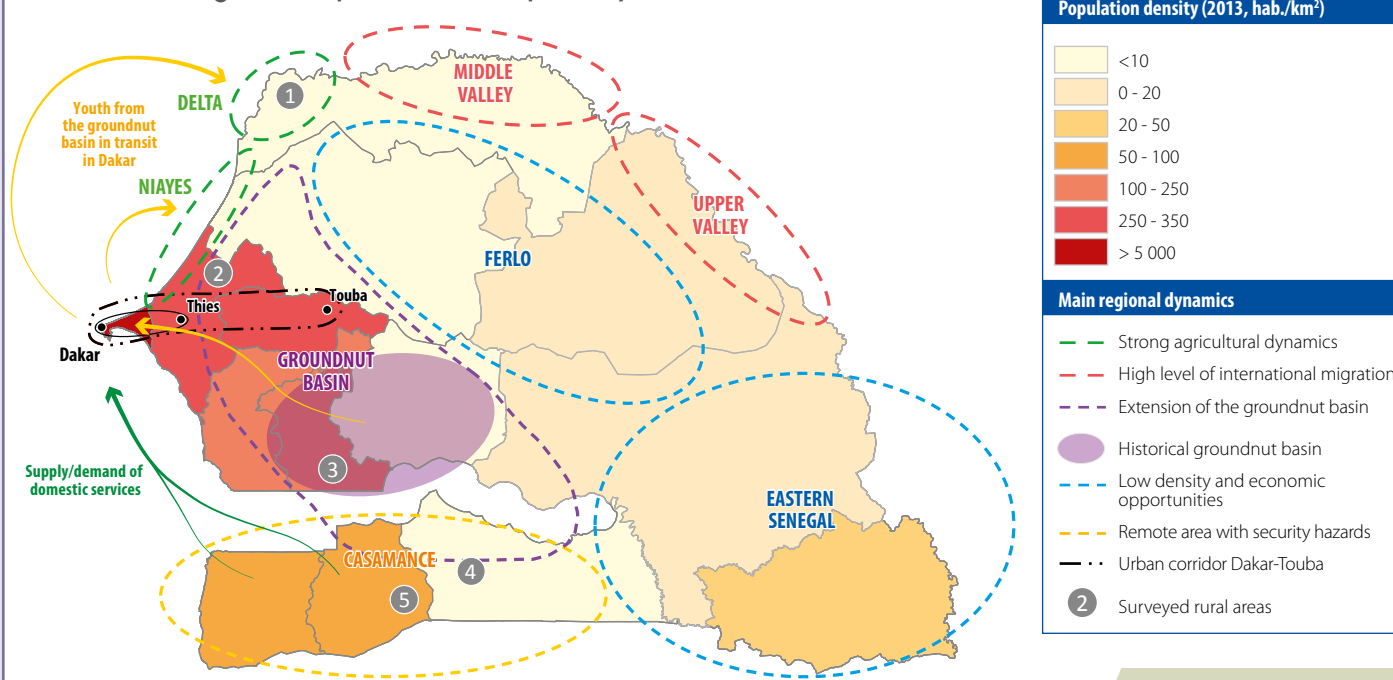 Population density (2013, hab./km²)
<10
0 - 20
20 - 50
50 - 100
100 - 250
250 - 350
> 5 000
Main regional dynamics
Strong agricultural dynamics
High level of international migration
Extension of the groundnut basin
Historical groundnut basin
Low density and economic
opportunities
Remote area with security hazards
Urban corridor Dakar-Touba
2
Surveyed rural areas
MIDDLE
VALLEY
DELTA
1
Youth from
the groundnut
basin in transit
in Dakar
NIAYES
UPPER
VALLEY
FERLO
2
Touba
Thies
Dakar
GROUNDNUT
BASIN
3
Supply/demand of
domestic services
EASTERN
SENEGAL
CASAMANCE
4
5